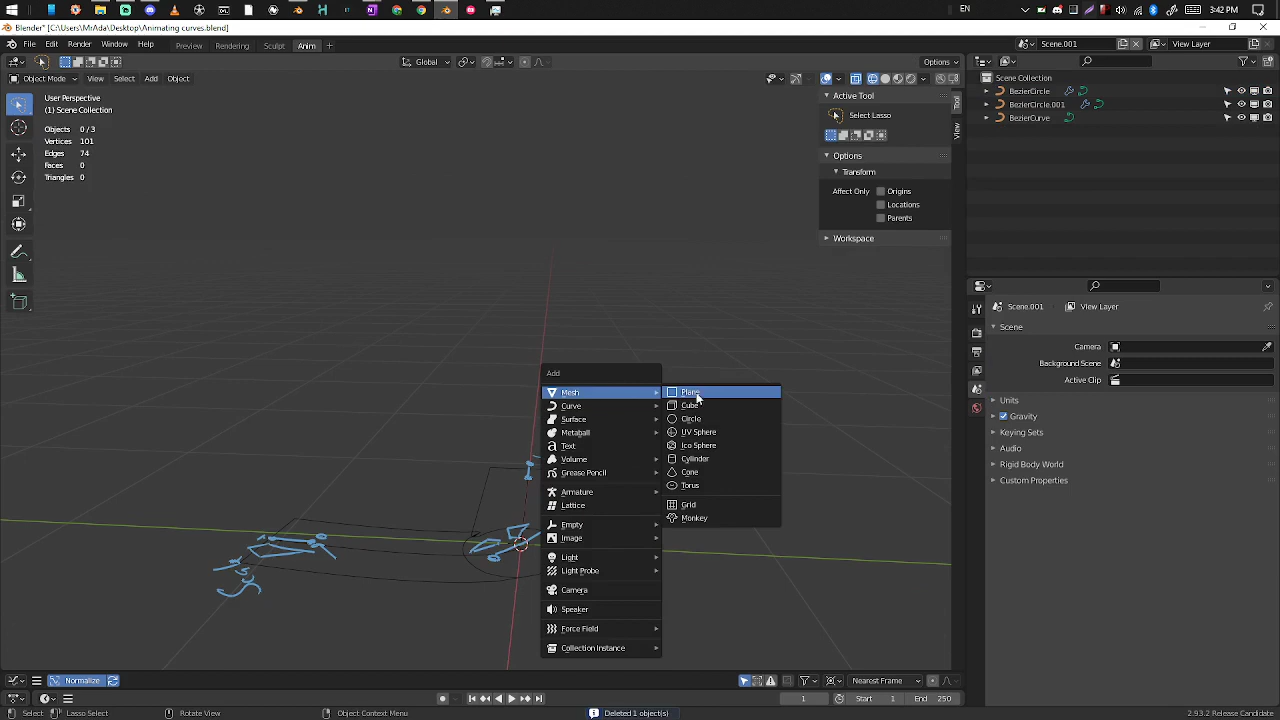 EN
3:42 PM
Blender* [C:\Users\MrAda\Desktop\Animating curves.blend]
File Edit Render Window Help Preview Rendering Sculpt Anim +
Scene.001 View Layer
Global Options
Object Mode View Select Add Object
User Perspective
(1) Scene Collection
Objects 0/3
Vertices 101
Edges 74
Faces 0
Triangles 0
Active Tool
Select Lasso
Options
Transform
Affect Only Origins
Locations
Parents
Workspace
Tool
View
Scene Collection
BezierCircle
BezierCircle.001
BezierCurve
Scene.001 View Layer
Scene
Camera
Background Scene
Active Clip
Units
Gravity
Keying Sets
Audio
Rigid Body World
Custom Properties
Add
Mesh
Curve
Surface
Metaball
Text
Volume
Grease Pencil
Armature
Lattice
Empty
Image
Light
Light Probe
Camera
Speaker
Force Field
Collection Instance
Plane
Cube
Circle
UV Sphere
Ico Sphere
Cylinder
Cone
Torus
Grid
Monkey
Normalize Nearest Frame
1 Start 1 End 250
Select Lasso Select Rotate View Object Context Menu Deleted 1 object(s) 2.93.2 Release Candidate